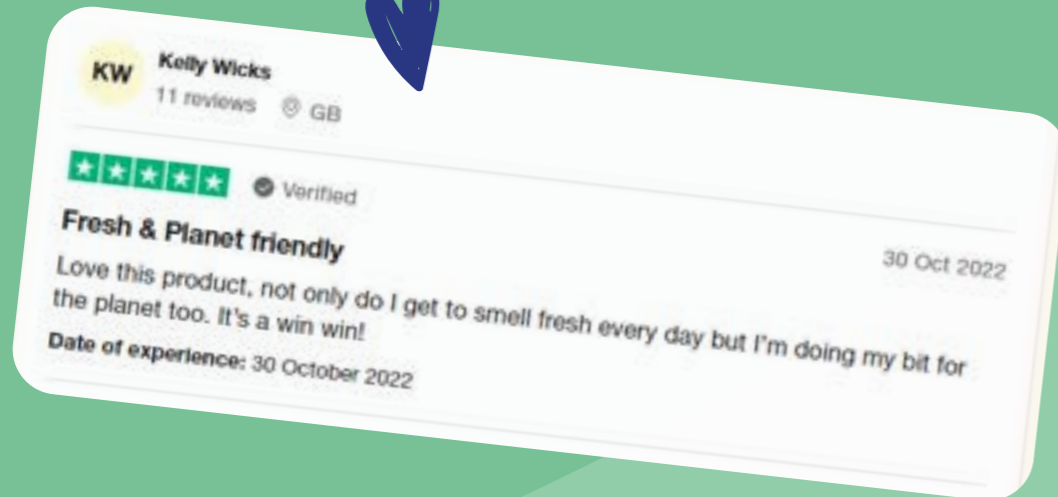 KW
Kelly Wicks
11 reviews GB
Verified
Fresh & Planet friendly
30 Oct 2022
Love this product, not only do I get to smell fresh every day but I'm doing my bit for
the planet too. It's a win win!
Date of experience: 30 October 2022